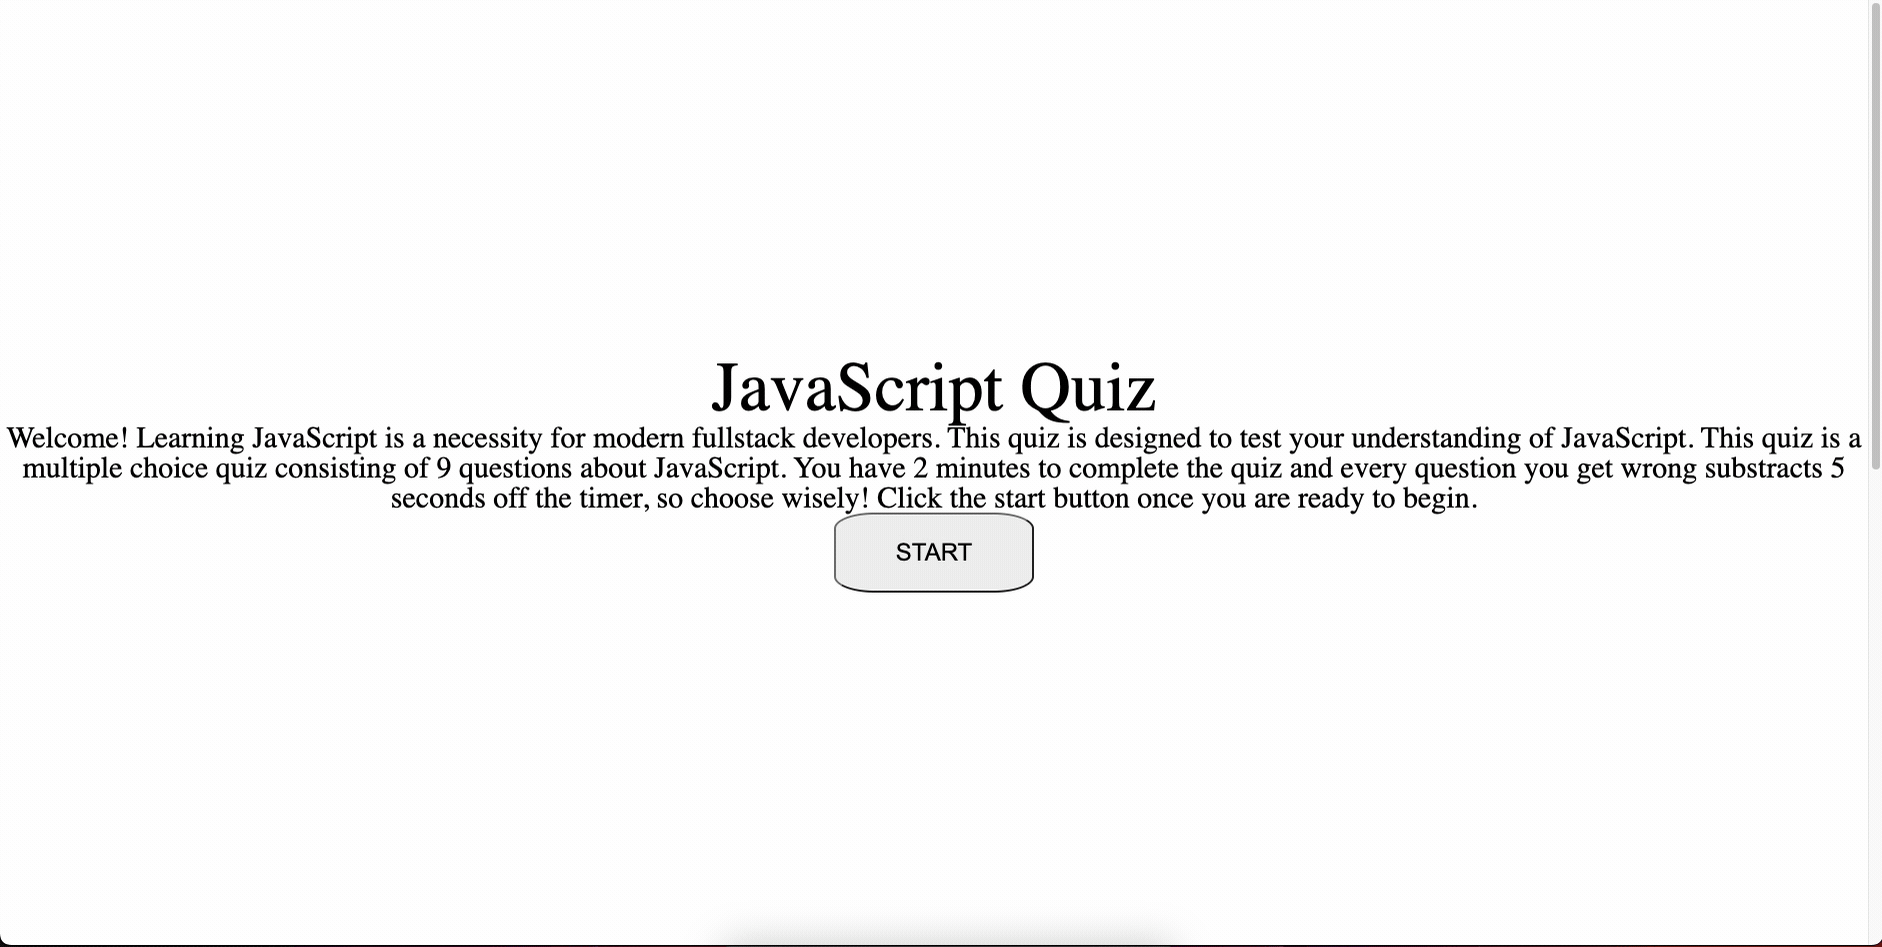 JavaScript Quiz
Welcome! Learning JavaScript is a necessity for modern fullstack developers. This quiz is designed to test your understanding of JavaScript. This quiz is a
multiple choice quiz consisting of 9 questions about JavaScript. You have 2 minutes to complete the quiz and every question you get wrong substracts 5
seconds off the timer, so choose wisely! Click the start button once you are ready to begin.
START